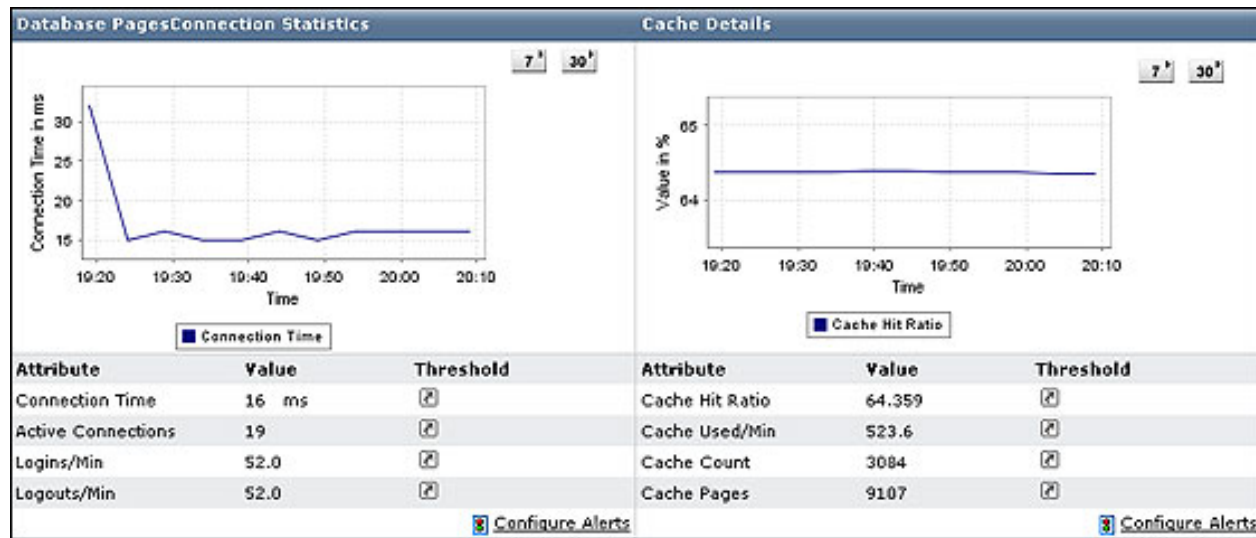 Database PagesConnection Statistics
7 30
Connection Time in ms
30
25
20
15
19:20 19:30 19:40 19:50 20:00 20:10
Time
Connection Time
Attribute Value Threshold
Connection Time 16 ms
Active Connections 19
Logins/Min 52.0
Logouts/Min 52.0
Configure Alerts
Cache Details
7 30
Value in %
65
64
19:20 19:30 19:40 19:50 20:00 20:10
Time
Cache Hit Ratio
Attribute Value Threshold
Cache Hit Ratio 64.359
Cache Used/Min 523.6
Cache Count 3084
Cache Pages 9107
Configure Alerts